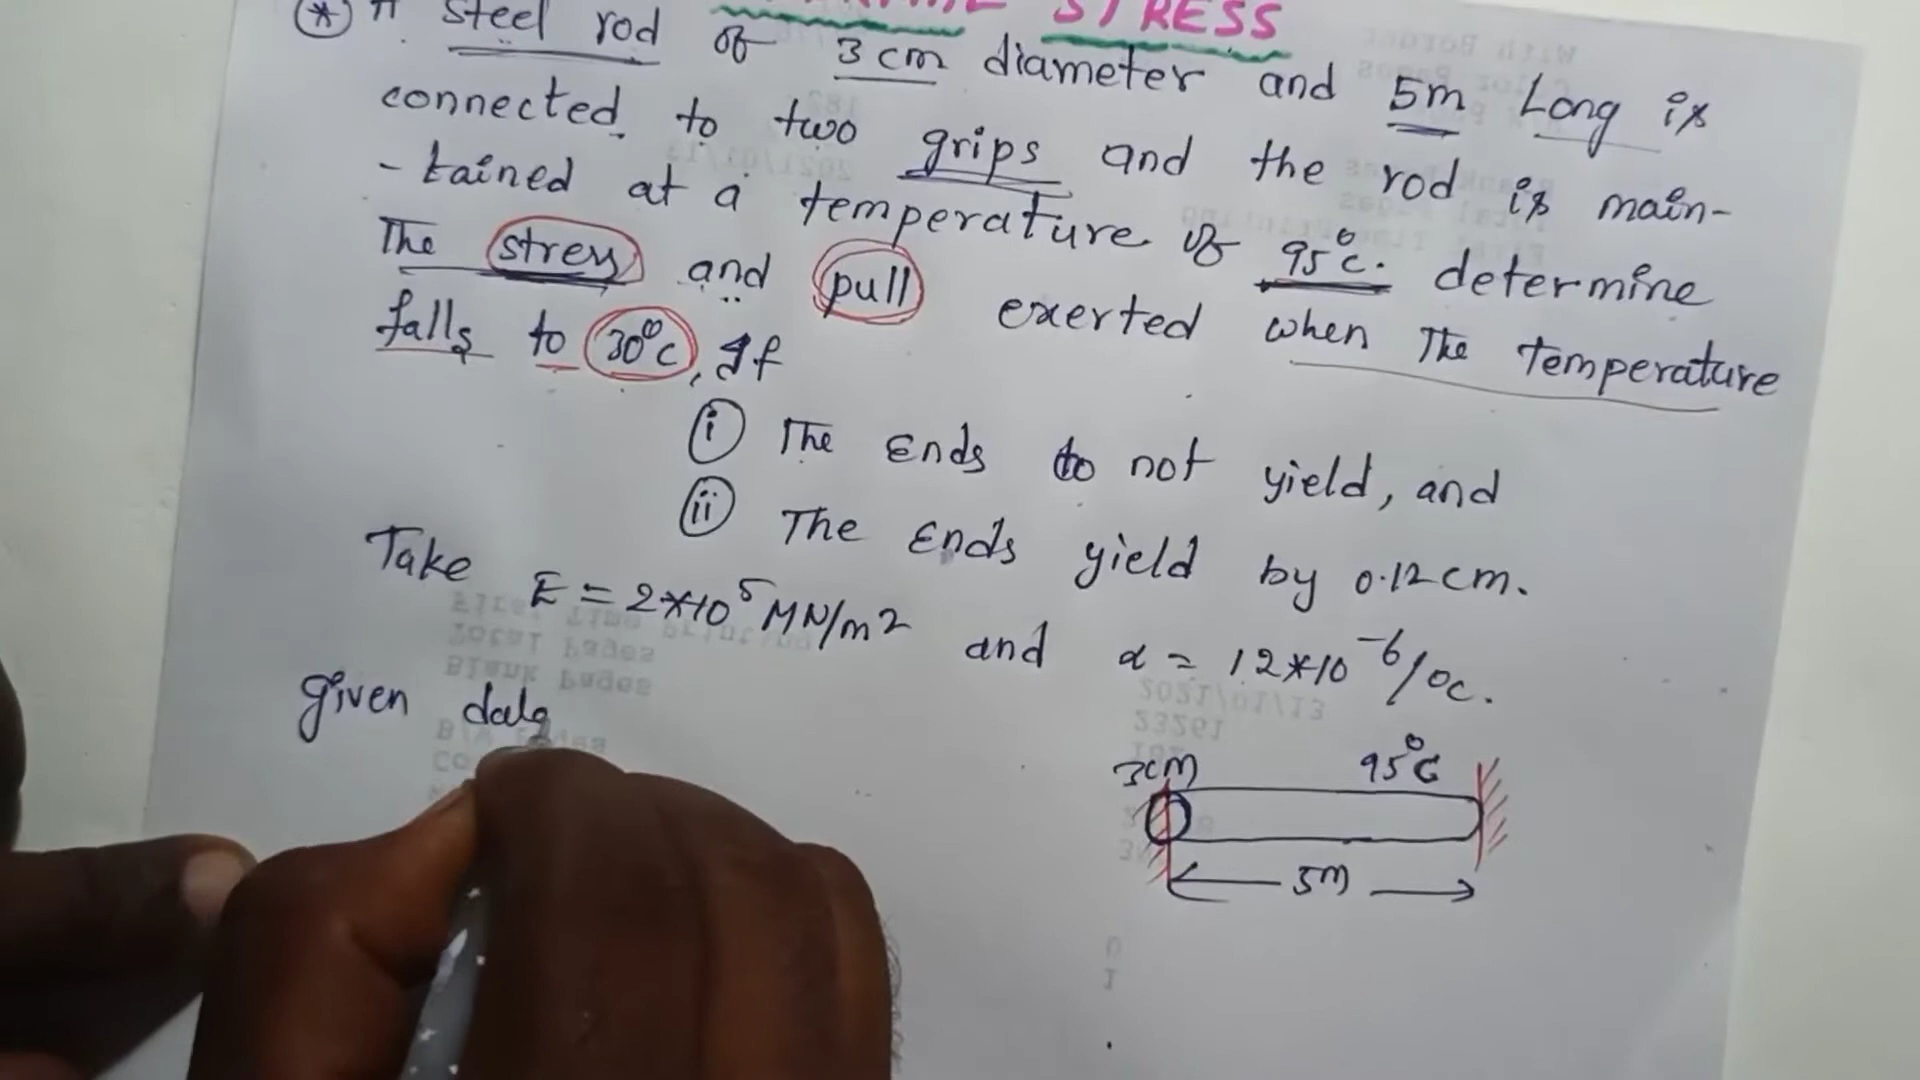 STRESS
steel rod of 3 cm diameter and 5m Long is
connected to two grips and the rod is main-
-tained at a temperature of 95°c. determine
The stress and pull exerted when The temperature
falls to 30°c, If
i The Ends to not yield, and
ii The Ends yield by 0.12cm.
Take E = 2*10^5 MN/m2 and α = 12*10^-6/°c.
given data
3cm 95°C
5m